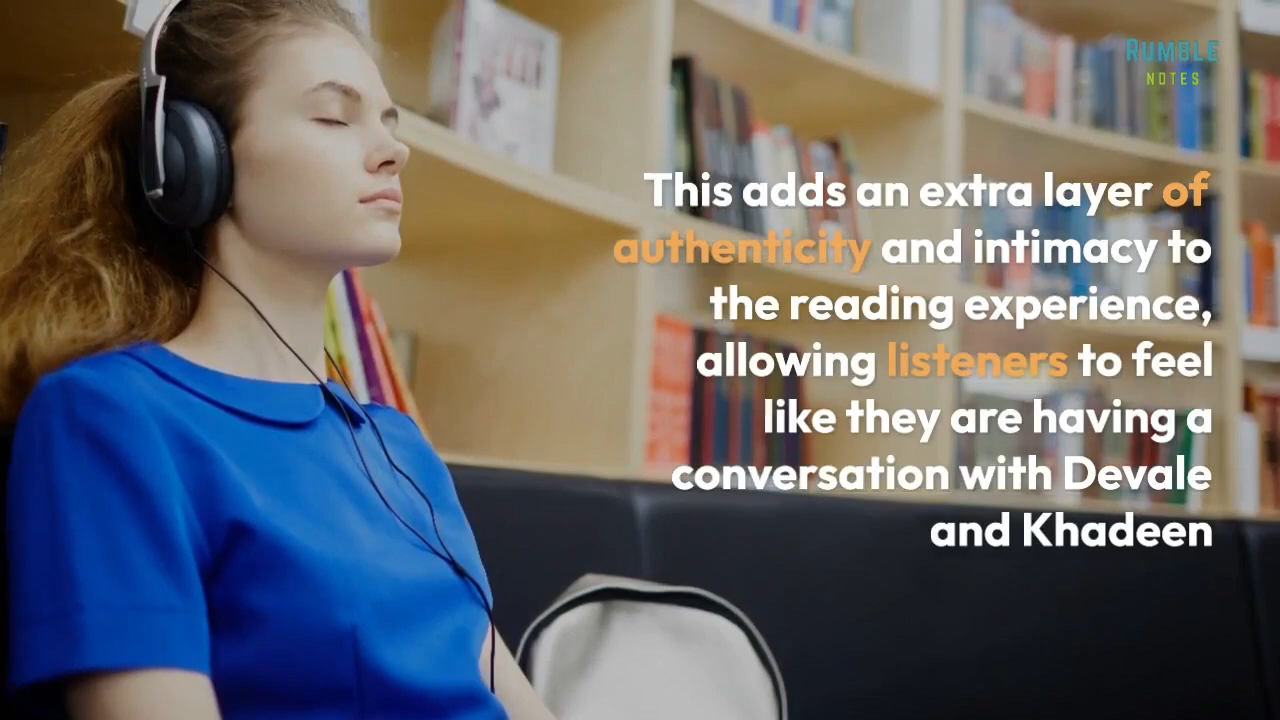 RUMBLE
NOTES
This adds an extra layer of
authenticity and intimacy to
the reading experience,
allowing listeners to feel
like they are having a
conversation with Devale
and Khadeen